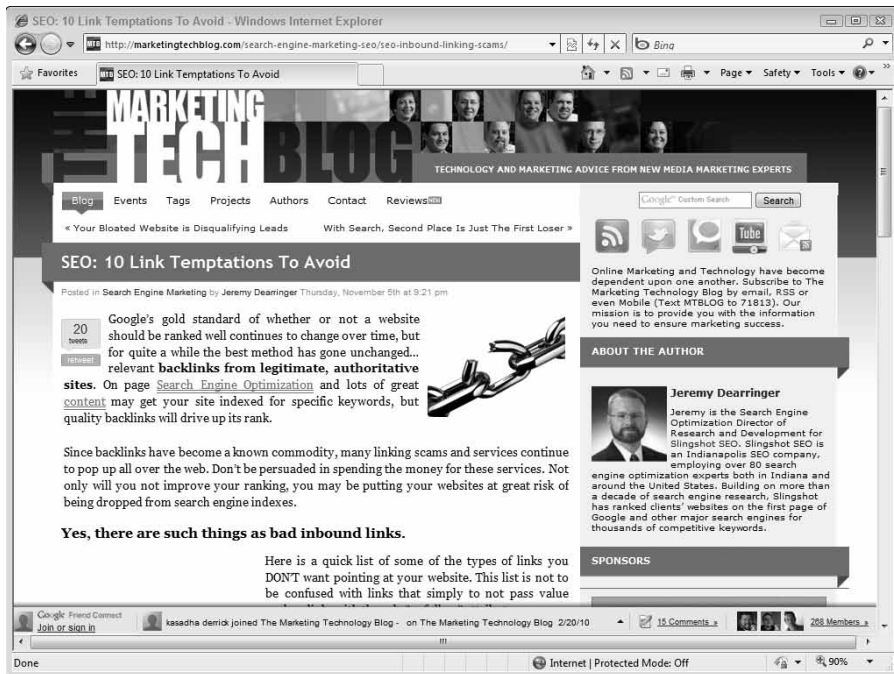 SEO: 10 Link Temptations To Avoid - Windows Internet Explorer
MTB http://marketingtechblog.com/search-engine-marketing-seo/seo-inbound-linking-scams/ Bing
Favorites MTB SEO: 10 Link Temptations To Avoid Page Safety Tools
THE MARKETING
TECH BLOG
TECHNOLOGY AND MARKETING ADVICE FROM NEW MEDIA MARKETING EXPERTS
Blog Events Tags Projects Authors Contact Reviews
« Your Bloated Website is Disqualifying Leads With Search, Second Place Is Just The First Loser »
SEO: 10 Link Temptations To Avoid
Posted in Search Engine Marketing by Jeremy Dearringer Thursday, November 5th at 9:21 pm
20
tweets
retweet
Google's gold standard of whether or not a website
should be ranked well continues to change over time, but
for quite a while the best method has gone unchanged...
relevant backlinks from legitimate, authoritative
sites. On page Search Engine Optimization and lots of great
content may get your site indexed for specific keywords, but
quality backlinks will drive up its rank.
Since backlinks have become a known commodity, many linking scams and services continue
to pop up all over the web. Don't be persuaded in spending the money for these services. Not
only will you not improve your ranking, you may be putting your websites at great risk of
being dropped from search engine indexes.
Yes, there are such things as bad inbound links.
Here is a quick list of some of the types of links you
DON'T want pointing at your website. This list is not to
be confused with links that simply to not pass value
Google Custom Search Search
Tube
Online Marketing and Technology have become
dependent upon one another. Subscribe to The
Marketing Technology Blog by email, RSS or
even Mobile (Text MTBLOG to 71813). Our
mission is to provide you with the information
you need to ensure marketing success.
ABOUT THE AUTHOR
Jeremy Dearringer
Jeremy is the Search Engine
Optimization Director of
Research and Development for
Slingshot SEO. Slingshot SEO is
an Indianapolis SEO company,
employing over 80 search
engine optimization experts both in Indiana and
around the United States. Building on more than
a decade of search engine research, Slingshot
has ranked clients' websites on the first page of
Google and other major search engines for
thousands of competitive keywords.
SPONSORS
Google Friend Connect
Join or sign in
kasadha derrick joined The Marketing Technology Blog - on The Marketing Technology Blog 2/20/10
15 Comments » 268 Members »
Done Internet | Protected Mode: Off 90%